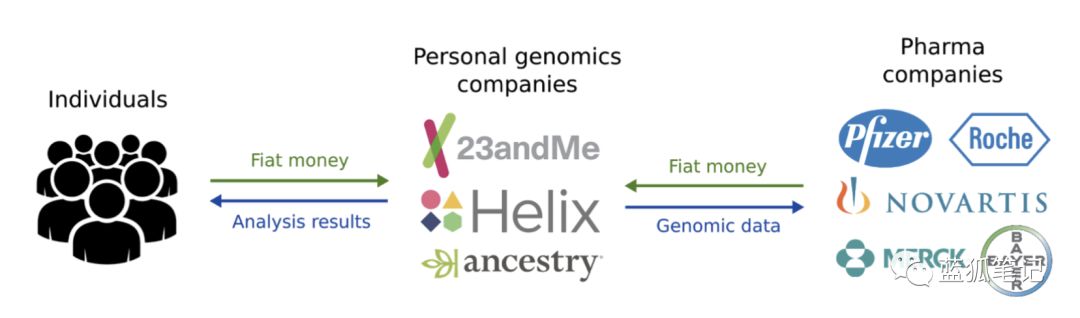 Individuals
Fiat money
Analysis results
Personal genomics
companies
23andMe
Helix
ancestry
Fiat money
Genomic data
Pharma
companies
Pfizer
Roche
NOVARTIS
MERCK
BAYER
BAYER
蓝狐笔记